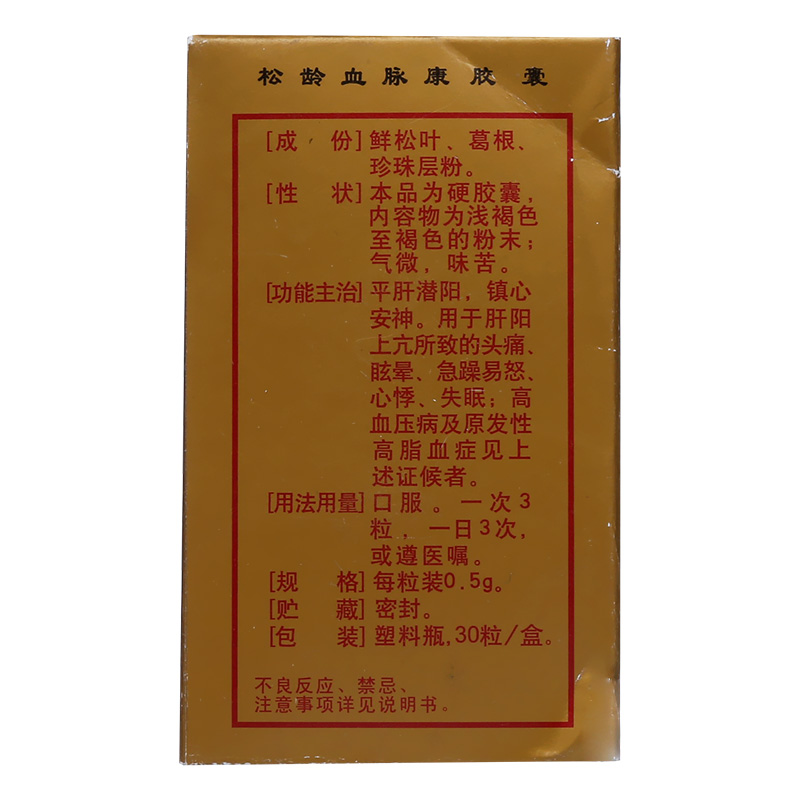 松龄血脉康胶囊
[成 份]鲜松叶、葛根、
珍珠层粉。
[性 状]本品为硬胶囊，
内容物为浅褐色
至褐色的粉末；
气微，味苦。
[功能主治]平肝潜阳，镇心
安神。用于肝阳
上亢所致的头痛、
眩晕、急躁易怒、
心悸、失眠；高
血压病及原发性
高脂血症见上
述证候者。
[用法用量]口服。一次3
粒，一日3次，
或遵医嘱。
[规 格]每粒装0.5g。
[贮 藏]密封。
[包 装]塑料瓶,30粒/盒。
不良反应、禁忌、
注意事项详见说明书。